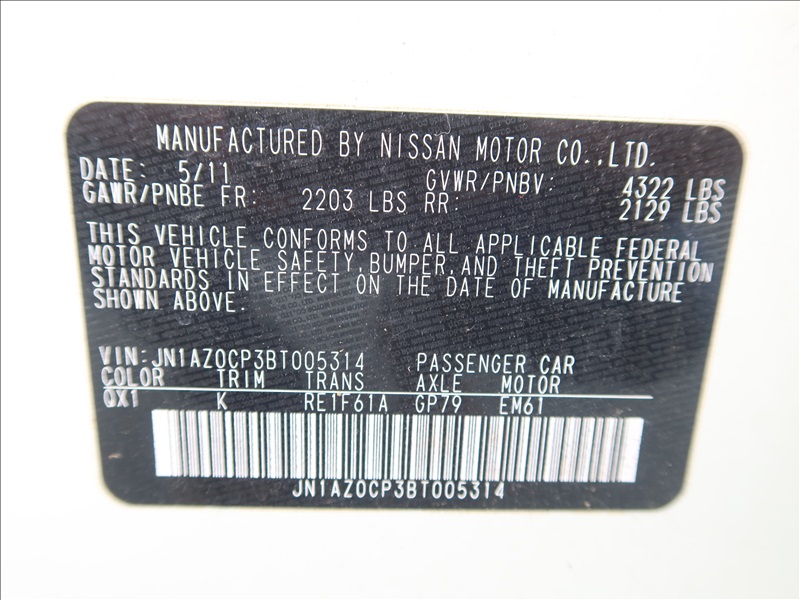 MANUFACTURED BY NISSAN MOTOR CO.,LTD.
DATE: 5/11 GVWR/PNBV: 4322 LBS
GAWR/PNBE FR: 2203 LBS RR: 2129 LBS
THIS VEHICLE CONFORMS TO ALL APPLICABLE FEDERAL
MOTOR VEHICLE SAFETY,BUMPER,AND THEFT PREVENTION
STANDARDS IN EFFECT ON THE DATE OF MANUFACTURE
SHOWN ABOVE.
VIN:JN1AZ0CP3BT005314 PASSENGER CAR
COLOR TRIM TRANS AXLE MOTOR
QX1 K RE1F61A GP79 EM61
JN1AZ0CP3BT005314